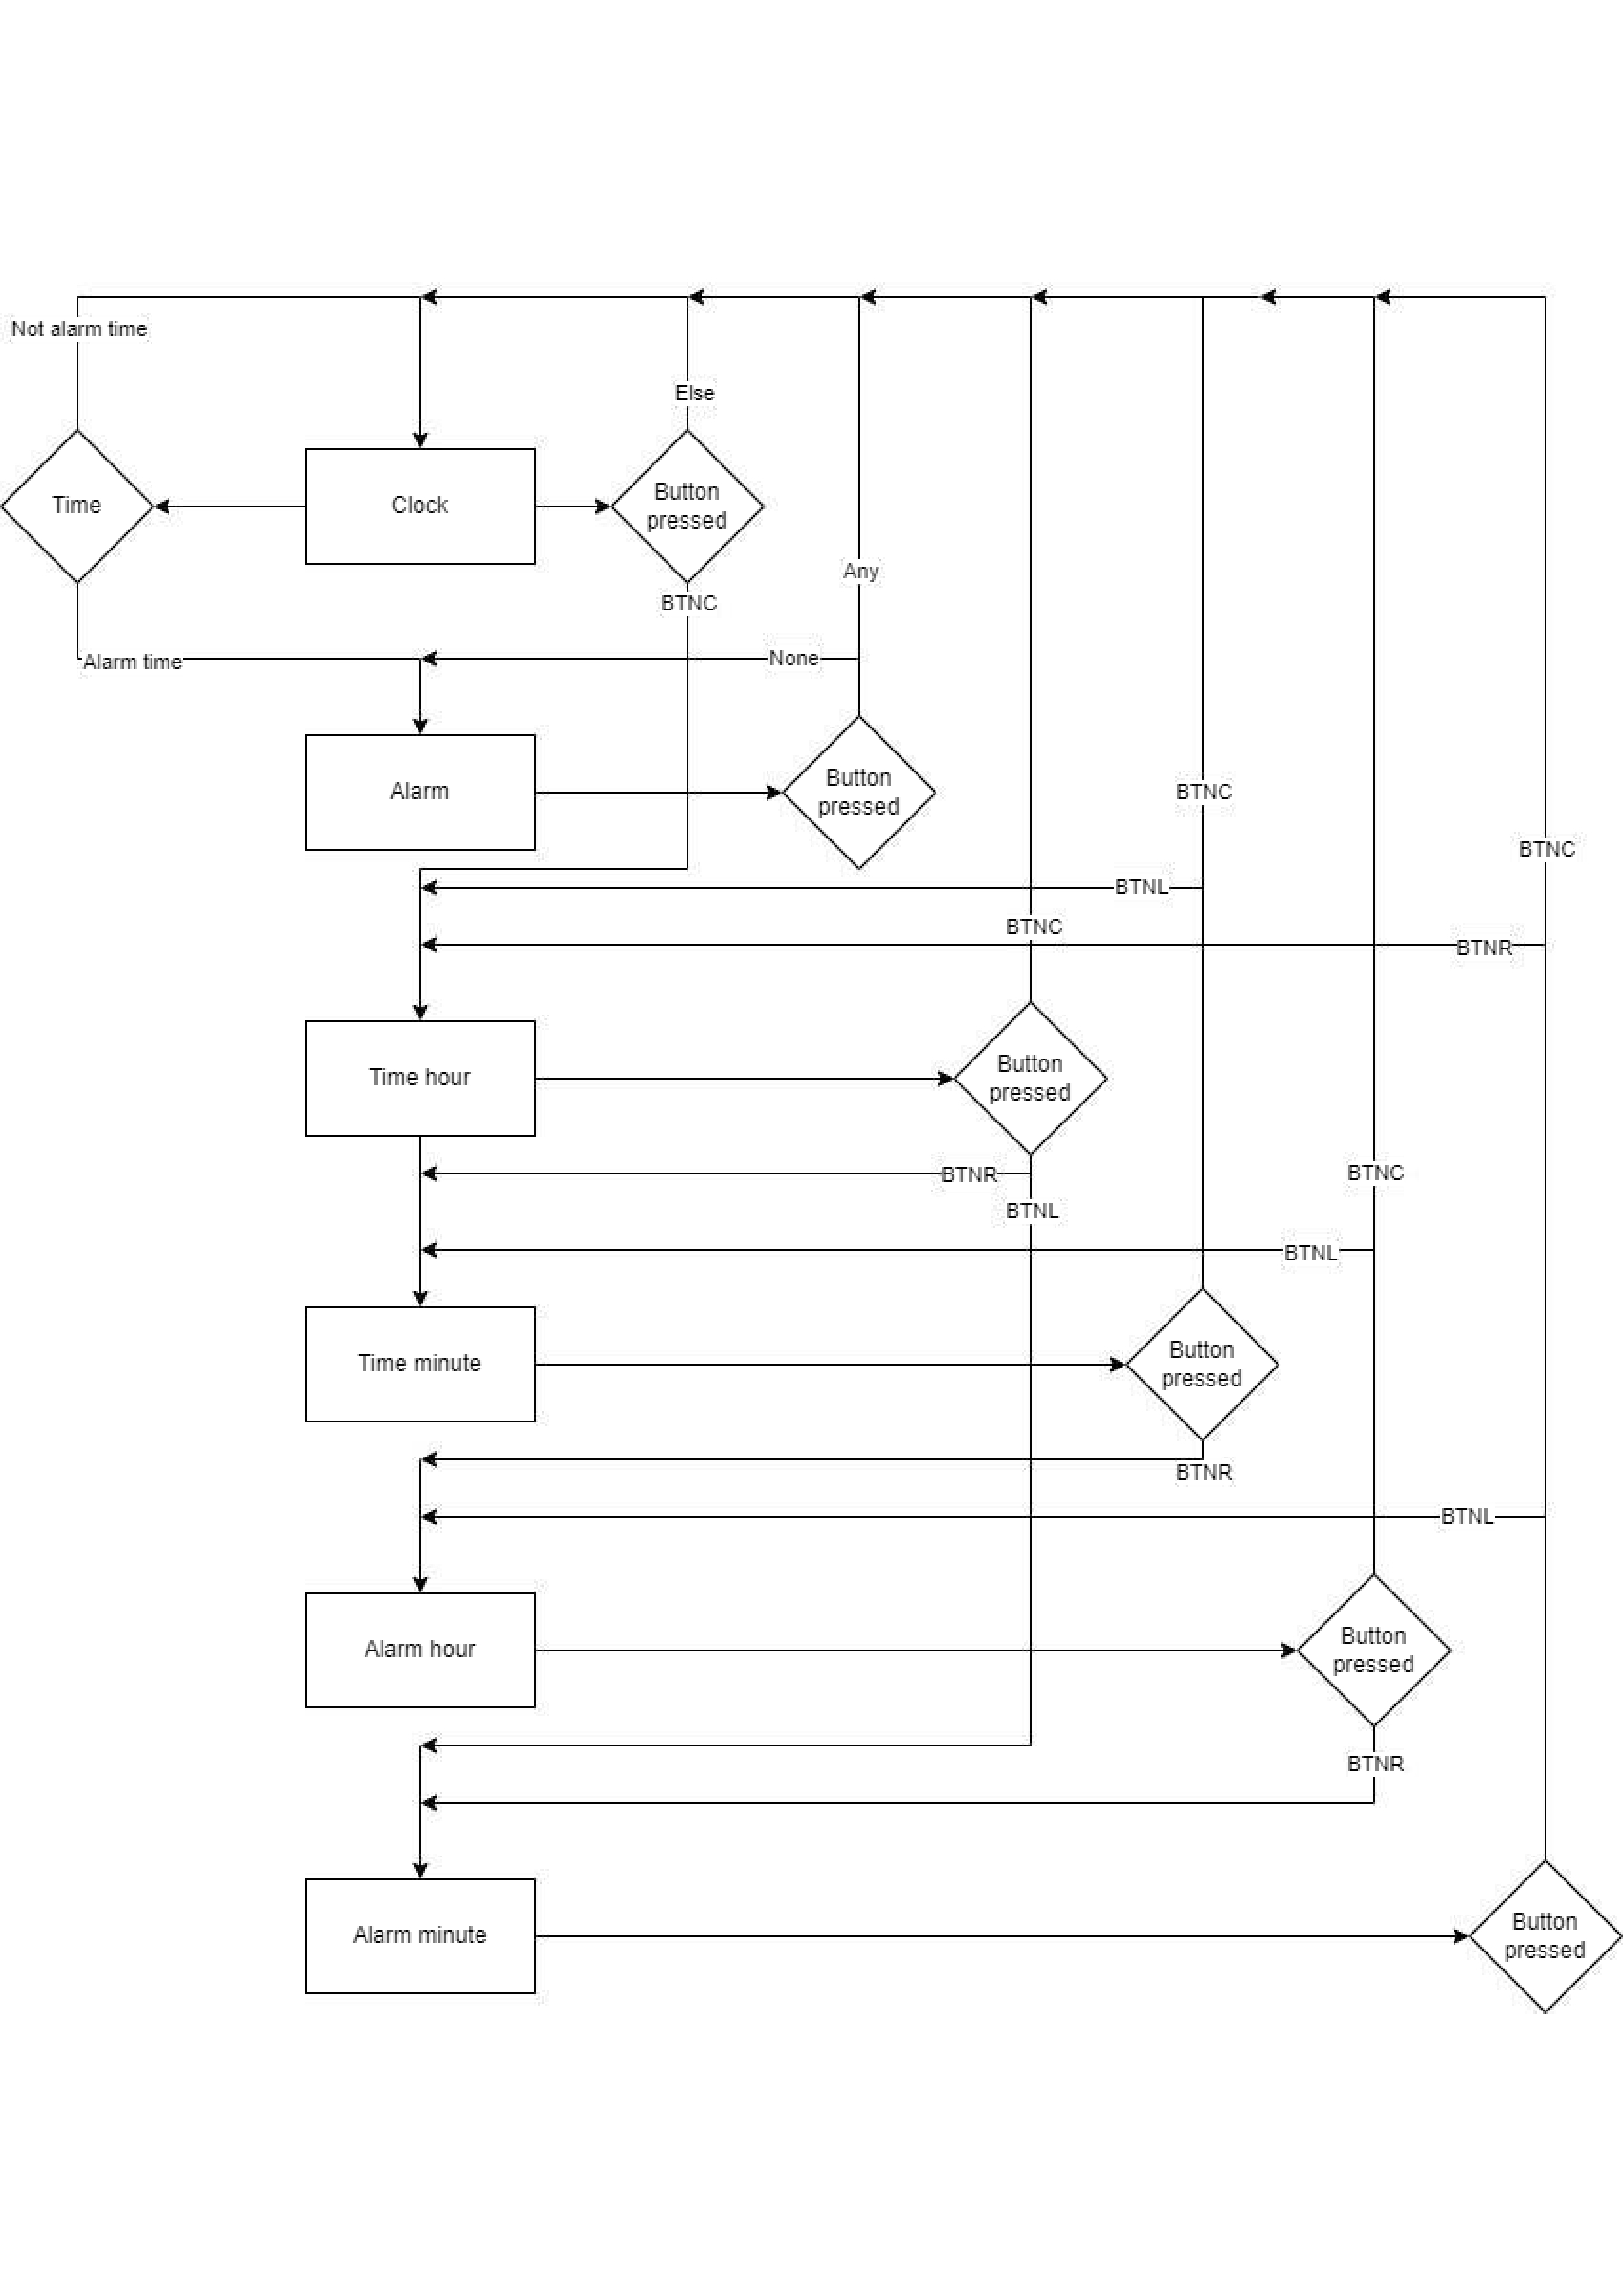 Not alarm time
Else
Time
Clock
Button
pressed
Any
BTNC
Alarm time
None
Alarm
Button
pressed
BTNC
BTNC
BTNL
BTNC
BTNR
Time hour
Button
pressed
BTNR
BTNC
BTNL
BTNL
Time minute
Button
pressed
BTNR
BTNL
Alarm hour
Button
pressed
BTNR
Alarm minute
Button
pressed